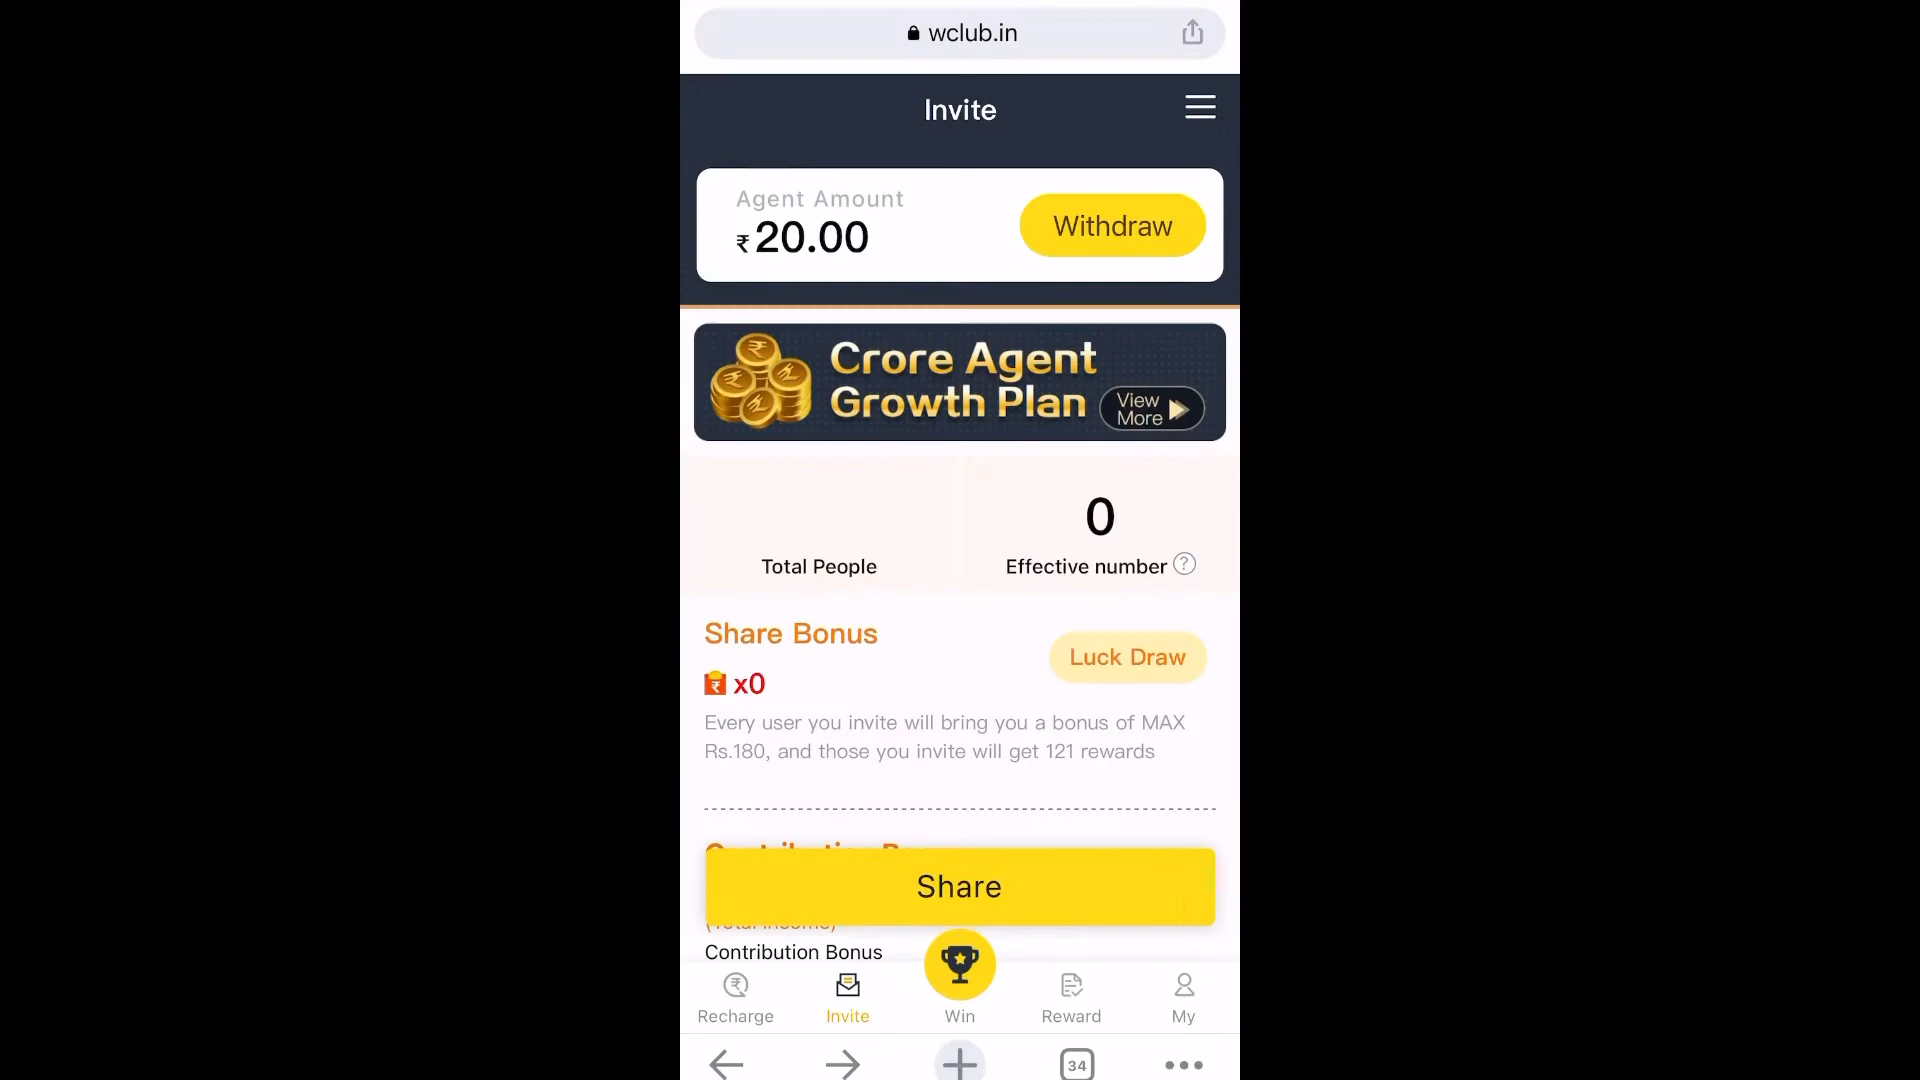 wclub.in
Invite
Agent Amount
₹20.00
Withdraw
Crore Agent
Growth Plan
View
More
0
Total People
Effective number ?
Share Bonus
x0
Luck Draw
Every user you invite will bring you a bonus of MAX
Rs.180, and those you invite will get 121 rewards
Share
Contribution Bonus
Recharge
Invite
Win
Reward
My
34